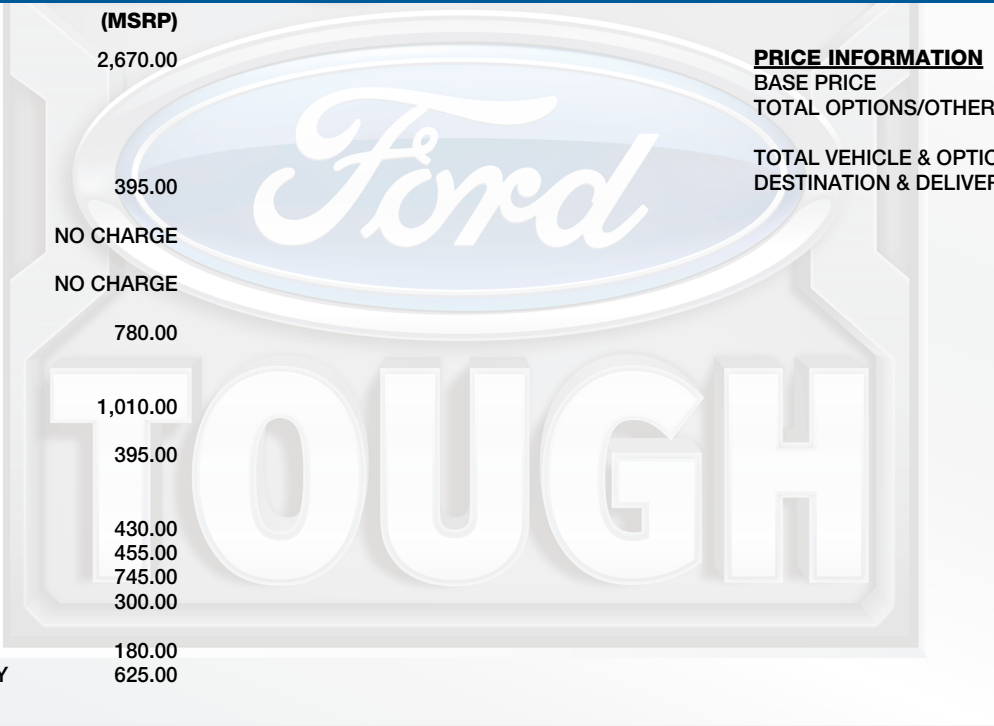 (MSRP)
2,670.00
395.00
NO CHARGE
NO CHARGE
780.00
1,010.00
395.00
430.00
455.00
745.00
300.00
180.00
Y 625.00
PRICE INFORMATION
BASE PRICE
TOTAL OPTIONS/OTHER
TOTAL VEHICLE & OPTIO
DESTINATION & DELIVER
Ford
TOUGH